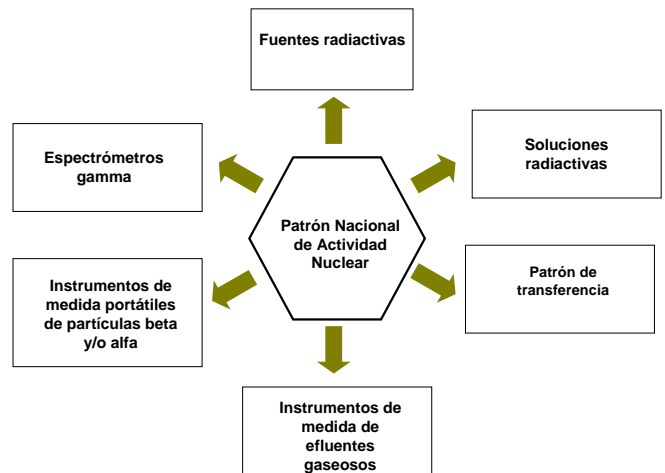 Fuentes radiactivas
Espectrómetros
gamma
Soluciones
radiactivas
Patrón Nacional
de Actividad
Nuclear
Instrumentos de
medida portátiles
de partículas beta
y/o alfa
Patrón de
transferencia
Instrumentos de
medida de
efluentes
gaseosos